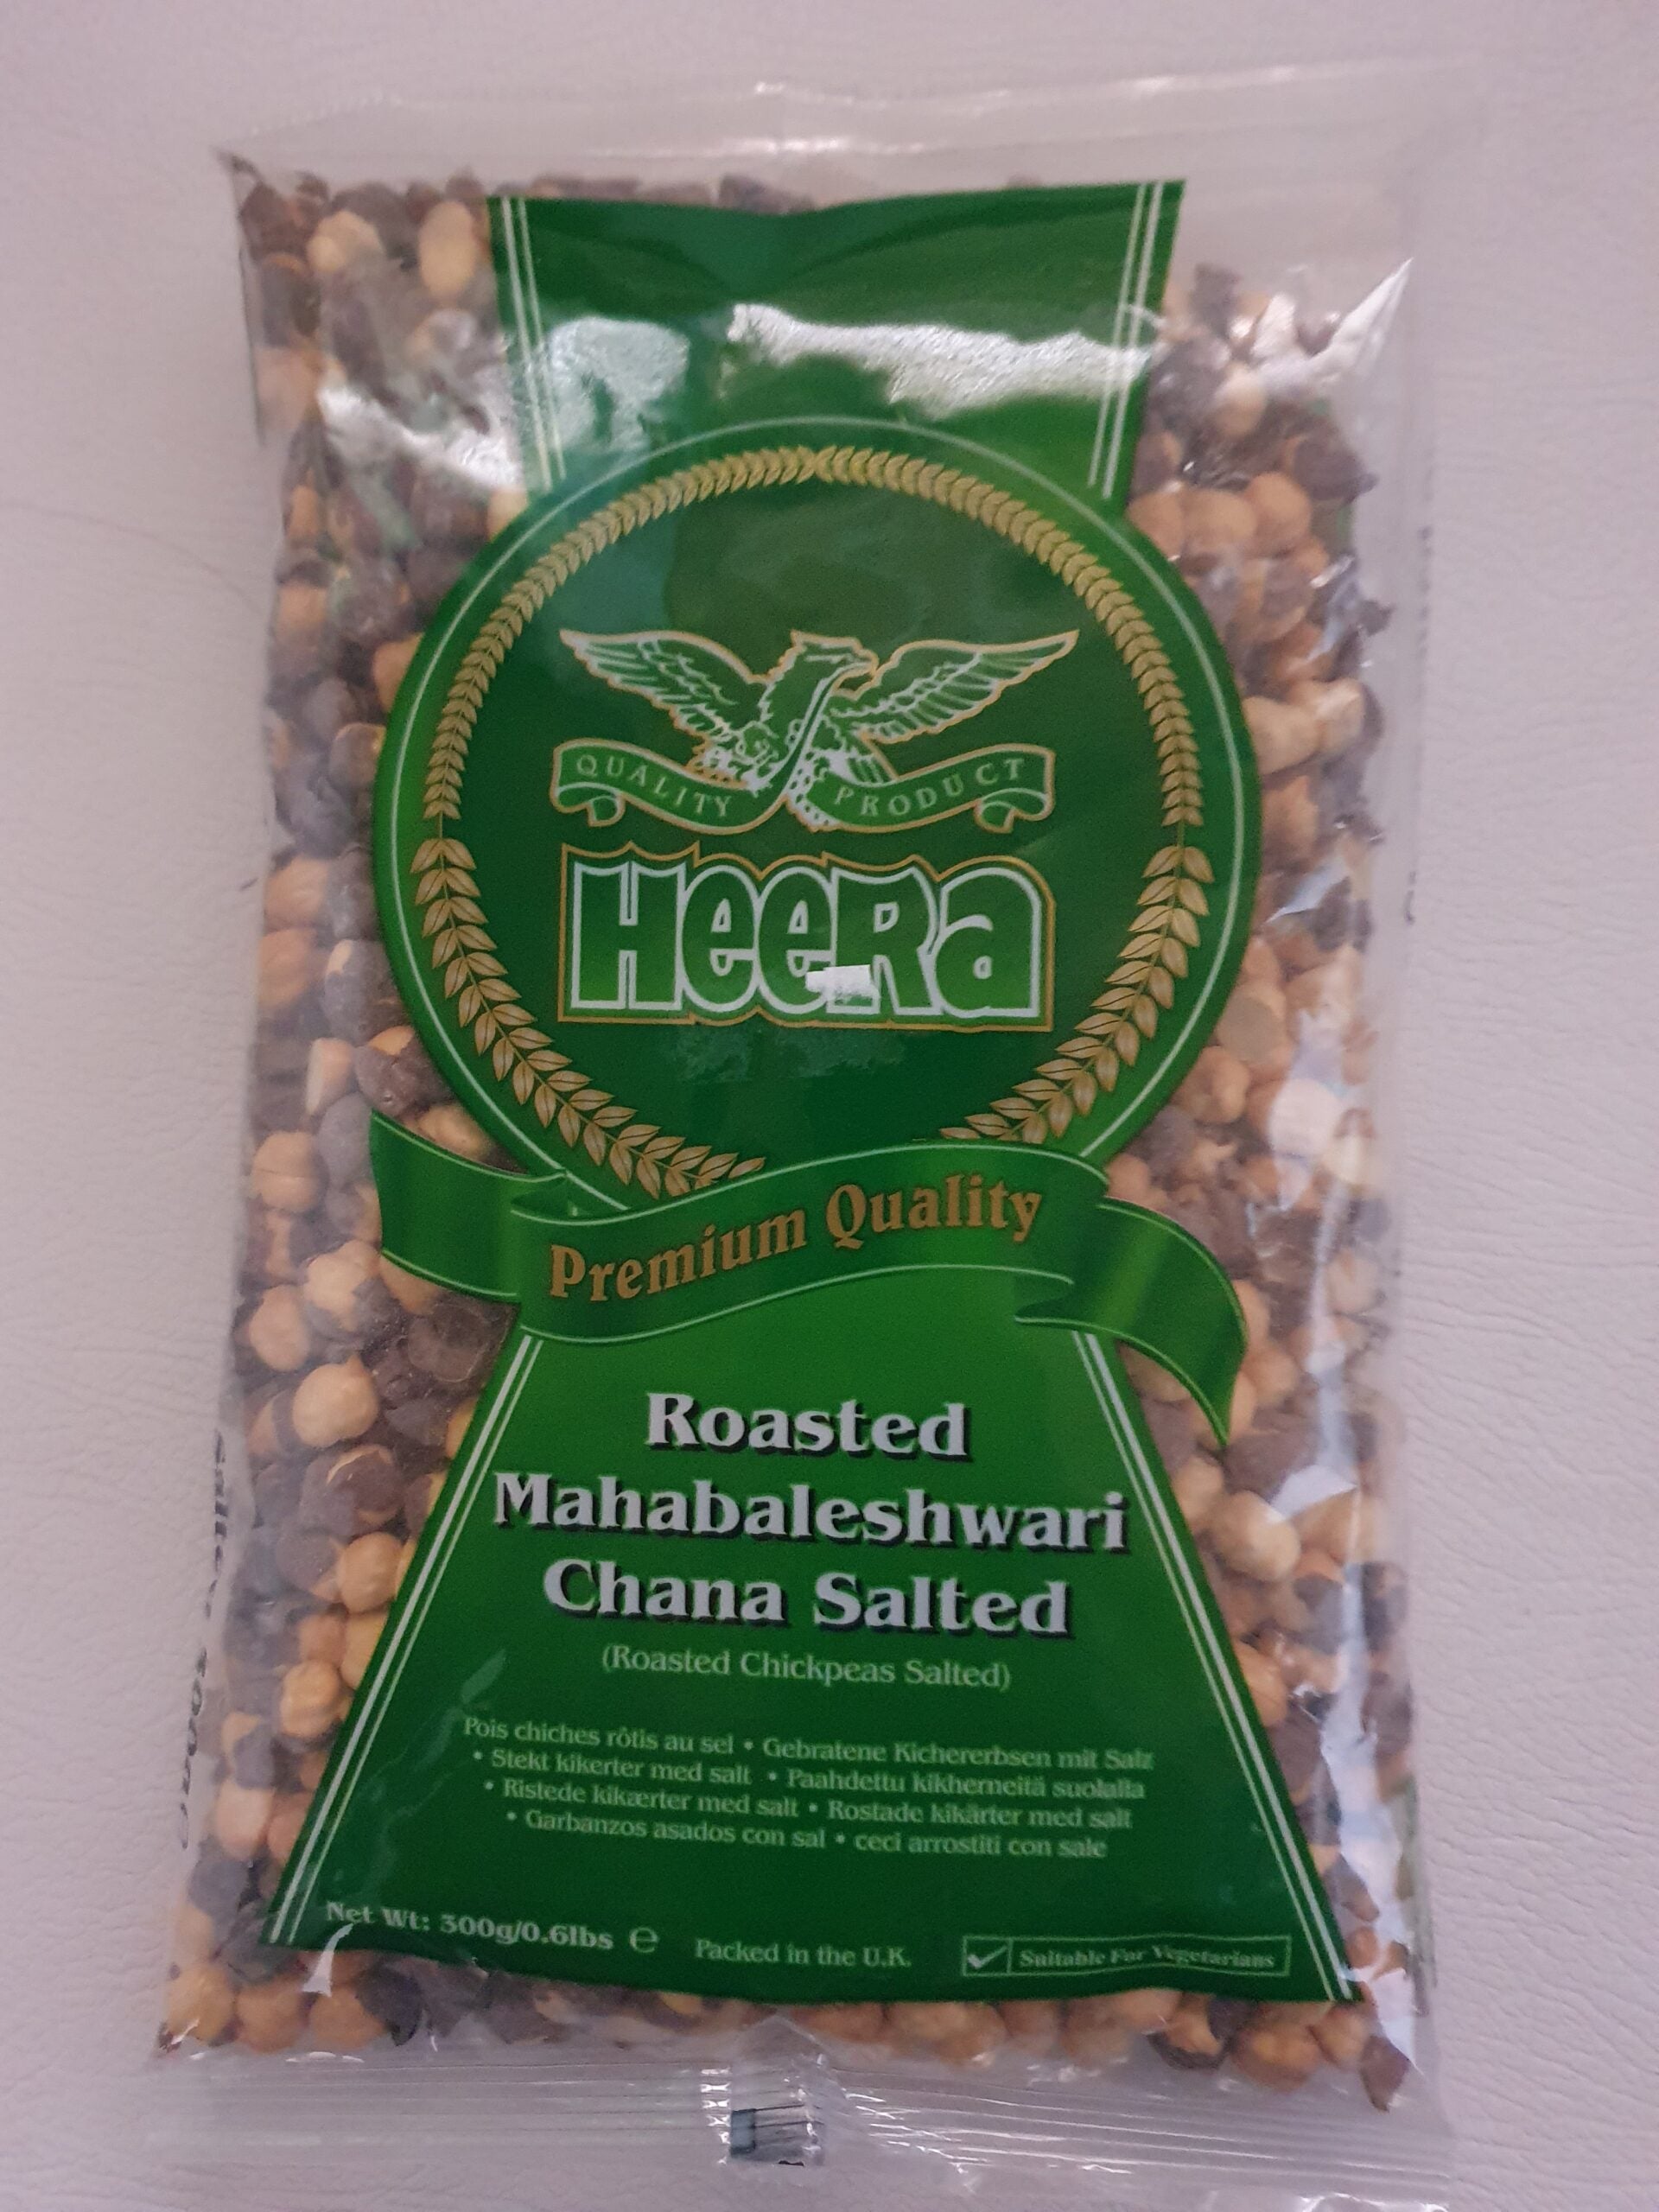 QUALITY PRODUCT
HeeRa
Premium Quality
Roasted
Mahabaleshwari
Chana Salted
(Roasted Chickpeas Salted)
Pois chiches rôtis au sel • Gebratene Kichererbsen mit Salz
• Stekt kikerter med salt • Paahdettu kikherneitä suolalla
• Ristede kikærter med salt • Rostade kikärter med salt
• Garbanzos asados con sal • ceci arrostiti con sale
Net Wt: 300g/0.6lbs ℮ Packed in the U.K. Suitable For Vegetarians